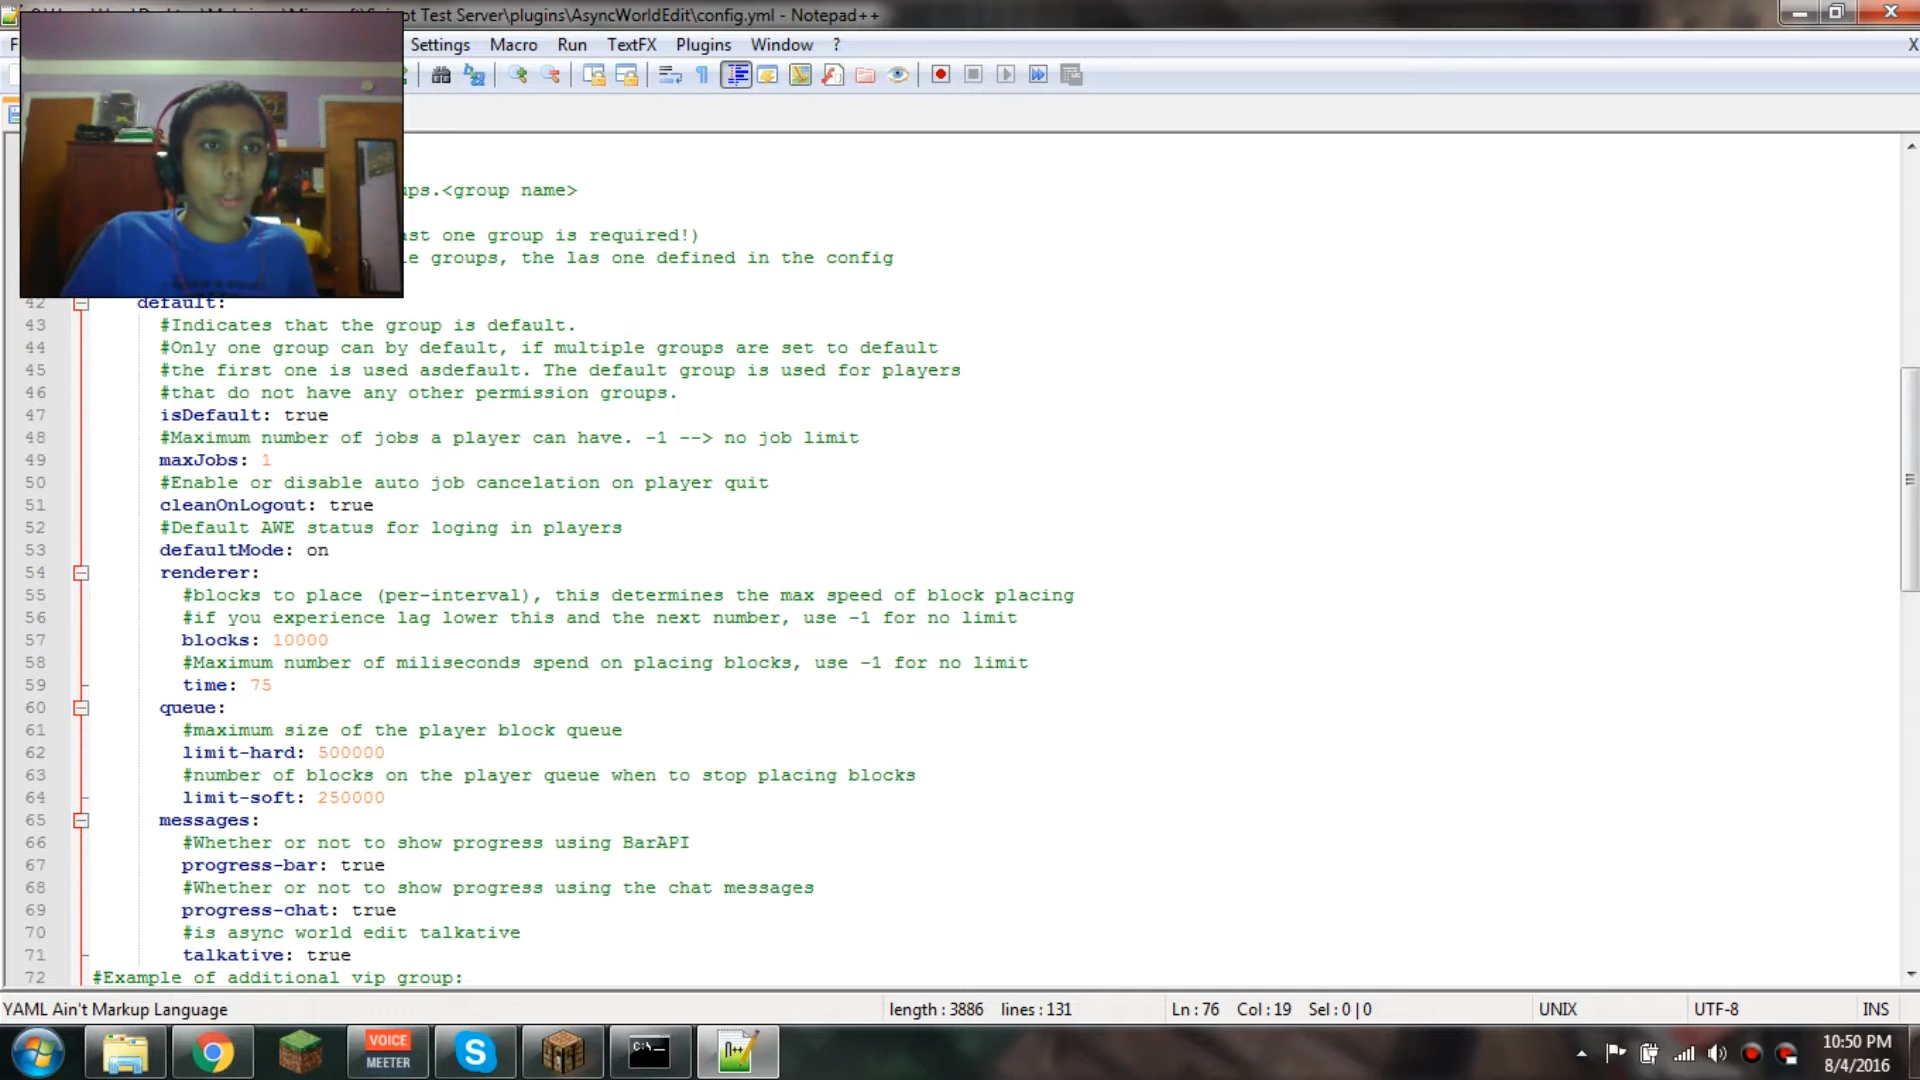 Test Server\plugins\AsyncWorldEdit\config.yml - Notepad++
Settings Macro Run TextFX Plugins Window ? X
ups.<group name>
ast one group is required!)
e groups, the las one defined in the config
42 default:
43 #Indicates that the group is default.
44 #Only one group can by default, if multiple groups are set to default
45 #the first one is used asdefault. The default group is used for players
46 #that do not have any other permission groups.
47 isDefault: true
48 #Maximum number of jobs a player can have. -1 --> no job limit
49 maxJobs: 1
50 #Enable or disable auto job cancelation on player quit
51 cleanOnLogout: true
52 #Default AWE status for loging in players
53 defaultMode: on
54 renderer:
55 #blocks to place (per-interval), this determines the max speed of block placing
56 #if you experience lag lower this and the next number, use -1 for no limit
57 blocks: 10000
58 #Maximum number of miliseconds spend on placing blocks, use -1 for no limit
59 time: 75
60 queue:
61 #maximum size of the player block queue
62 limit-hard: 500000
63 #number of blocks on the player queue when to stop placing blocks
64 limit-soft: 250000
65 messages:
66 #Whether or not to show progress using BarAPI
67 progress-bar: true
68 #Whether or not to show progress using the chat messages
69 progress-chat: true
70 #is async world edit talkative
71 talkative: true
72 #Example of additional vip group:
YAML Ain't Markup Language length : 3886 lines : 131 Ln : 76 Col : 19 Sel : 0 | 0 UNIX UTF-8 INS
VOICE
MEETER
C:\
n++
10:50 PM
8/4/2016